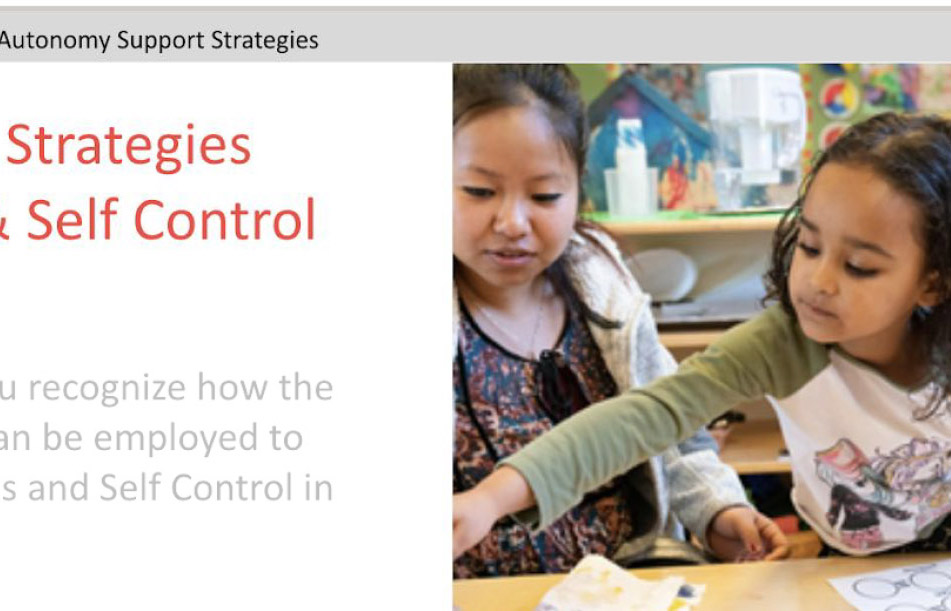 Autonomy Support Strategies
Strategies
& Self Control
u recognize how the
an be employed to
s and Self Control in